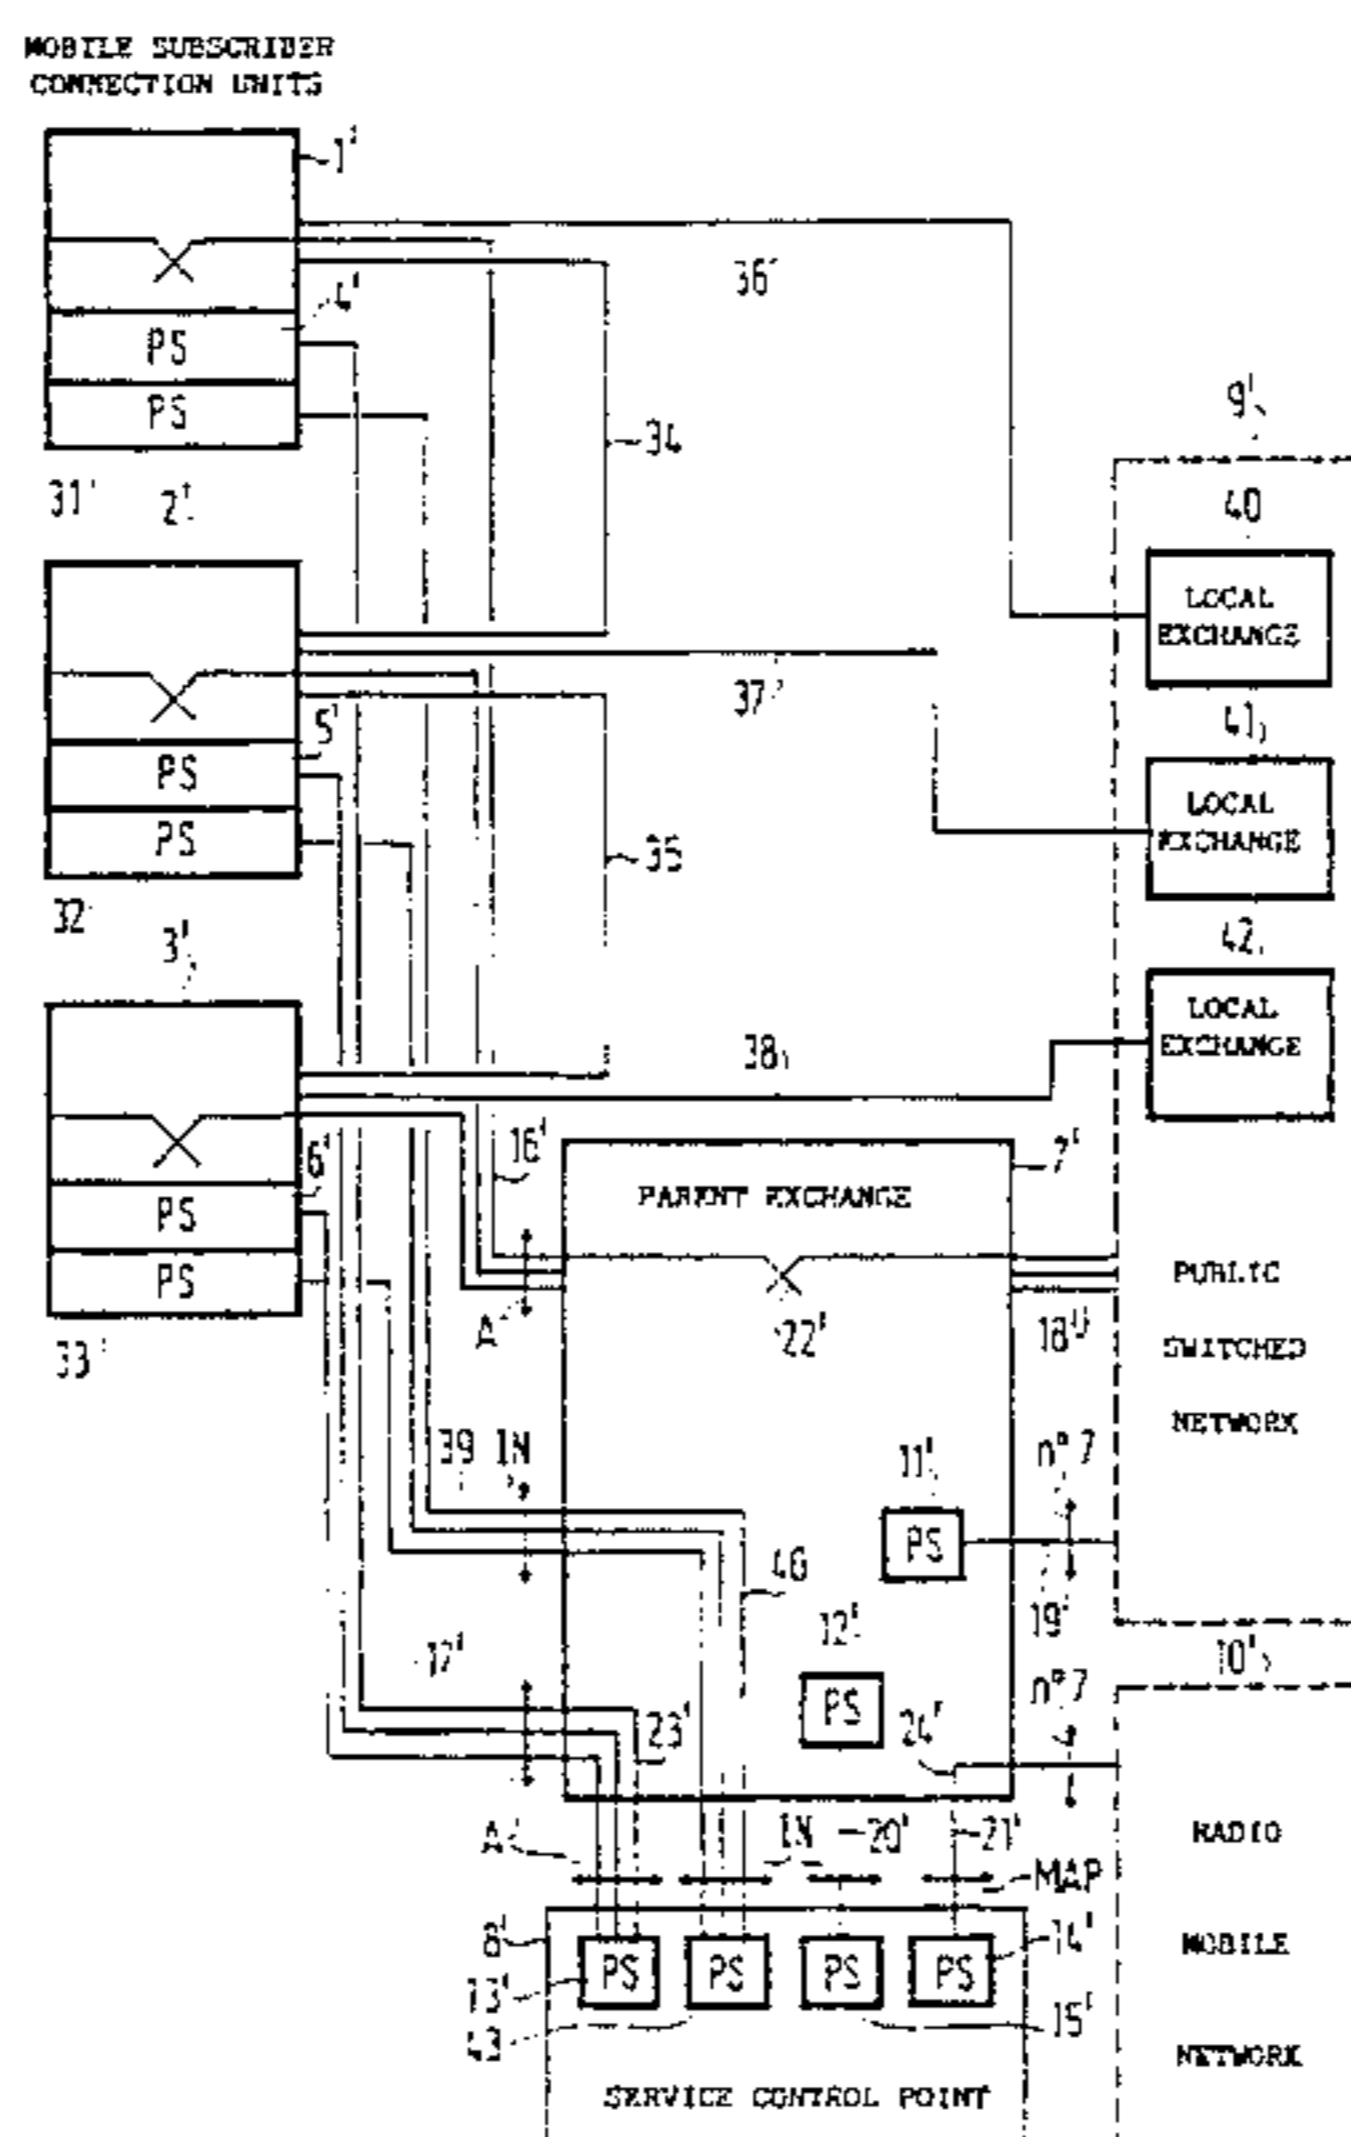 MOBILE SUBSCRIBER
CONNECTION UNITS
1'
36'
4'
PS
PS
34
9'
31'
2'
40
LOCAL
EXCHANGE
37'
5'
PS
41
LOCAL
EXCHANGE
PS
35
32
3'
42
LOCAL
EXCHANGE
38
16'
7'
6'
PARENT EXCHANGE
PS
PS
A
22'
18'
PUBLIC
SWITCHED
NETWORK
33'
39
IN
11'
n° 7
PS
19'
12'
10'
17'
PS
n° 7
23'
24'
A'
IN
20'
21'
MAP
RADIO
MOBILE
NETWORK
8'
13'
PS
PS
PS
PS
14'
43
15'
SERVICE CONTROL POINT